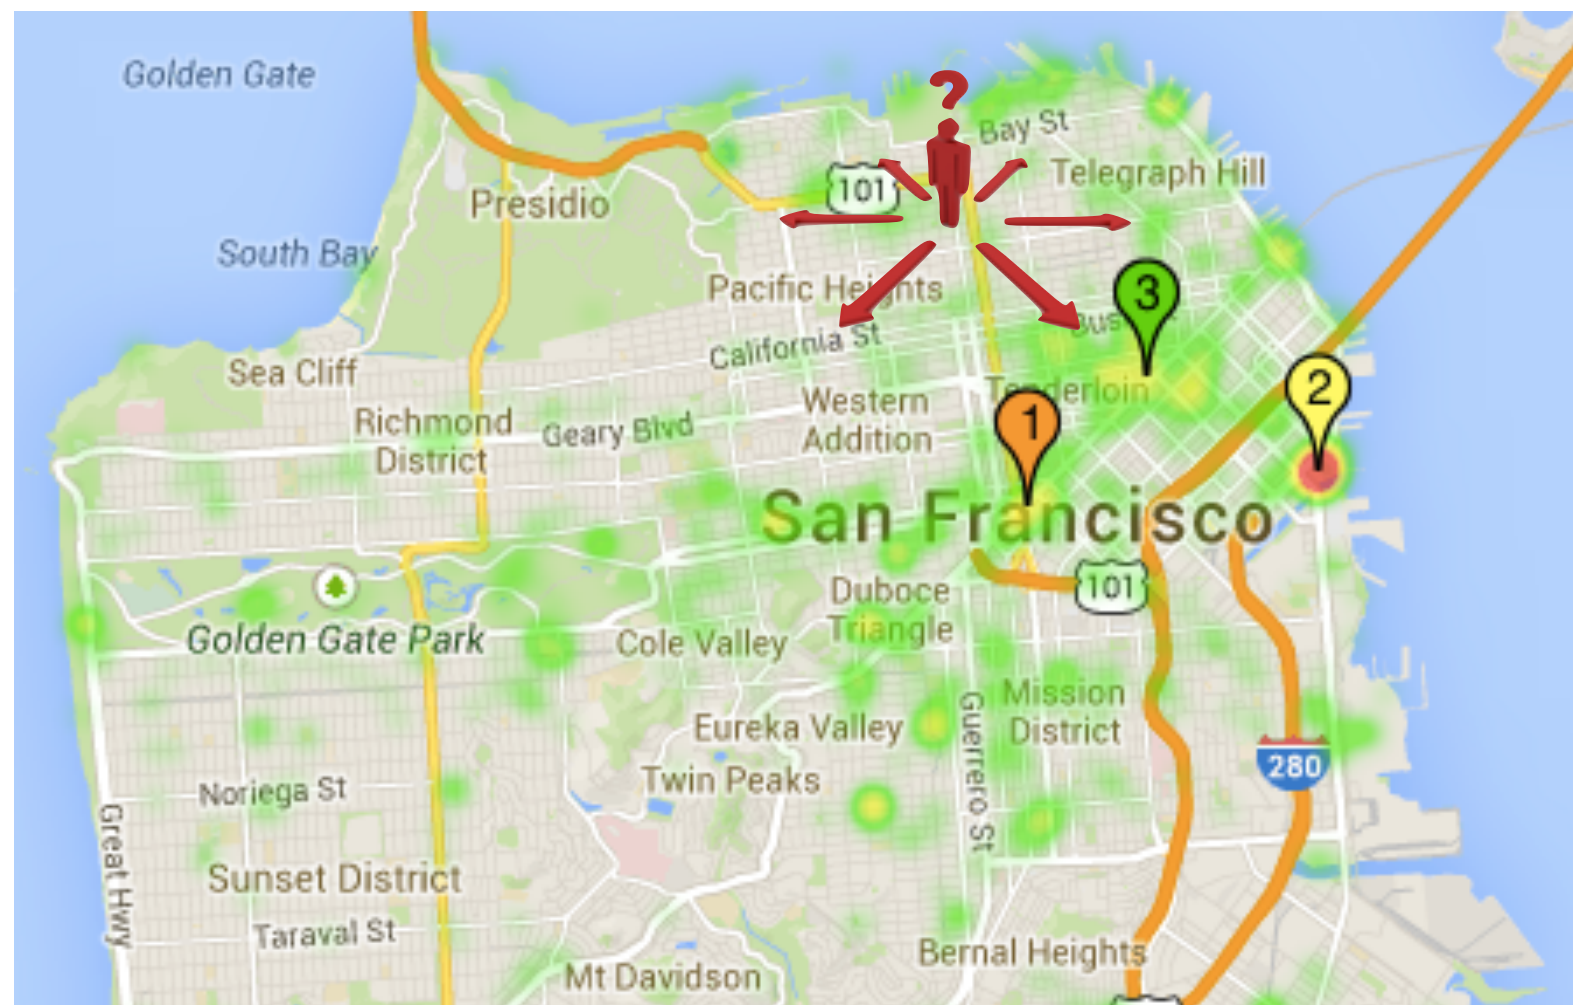 Golden Gate
?
Bay St
101
Telegraph Hill
Presidio
South Bay
Pacific Heights
3
Bus
California St
Sea Cliff
2
Tenderloin
Western
Addition
1
Richmond
District
Geary Blvd
San Francisco
101
Duboce
Triangle
Golden Gate Park
Cole Valley
Mission
District
Eureka Valley
Guerrero St
280
Twin Peaks
Noriega St
Great Hwy
Sunset District
Taraval St
Bernal Heights
Mt Davidson